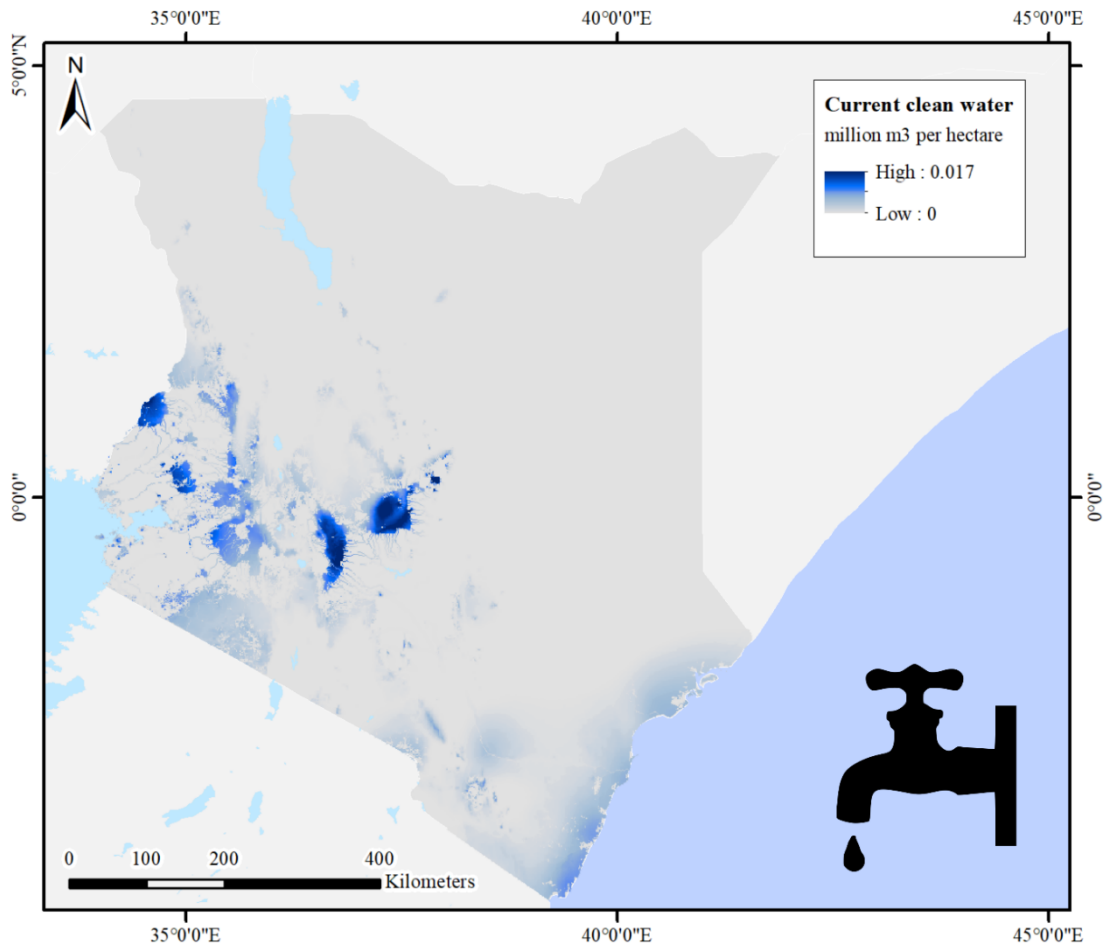 35°0'0"E
40°0'0"E
45°0'0"E
5°0'0"N
N
Current clean water
million m3 per hectare
High : 0.017
Low : 0
0°0'0"
0°0'0"
0 100 200 400
Kilometers
35°0'0"E
40°0'0"E
45°0'0"E